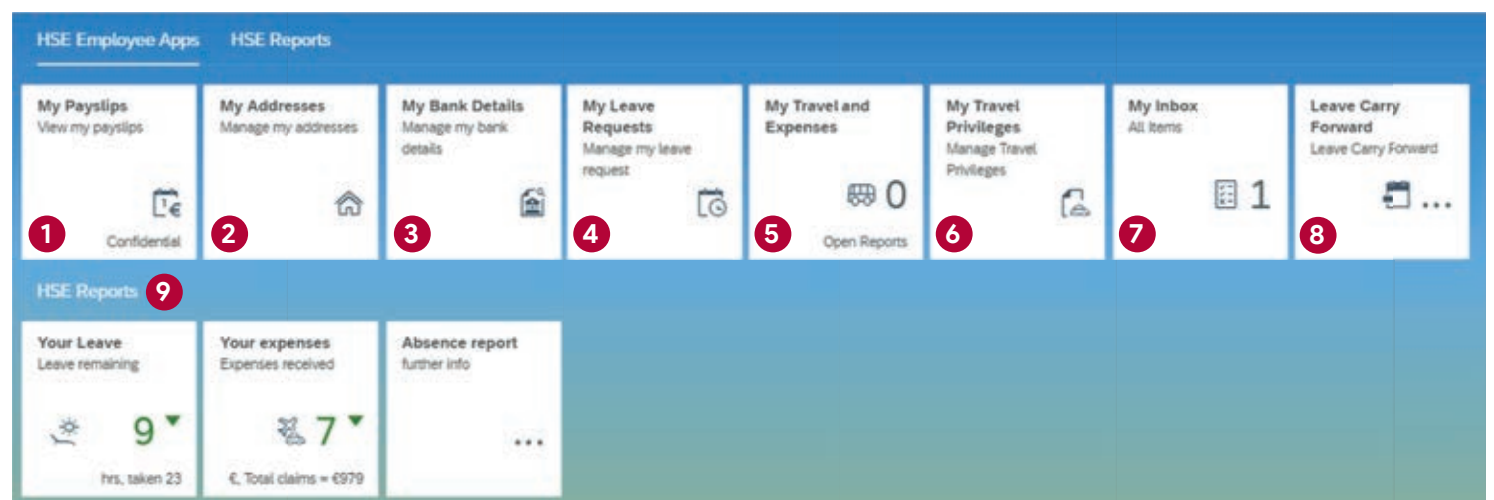 HSE Employee Apps HSE Reports
My Payslips
View my payslips
1
Confidential
My Addresses
Manage my addresses
2
My Bank Details
Manage my bank
details
3
My Leave
Requests
Manage my leave
request
4
My Travel and
Expenses
0
5
Open Reports
My Travel
Privileges
Manage Travel
Privileges
6
My Inbox
All Items
1
7
Leave Carry
Forward
Leave Carry Forward
...
8
HSE Reports 9
Your Leave
Leave remaining
9
hrs, taken 23
Your expenses
Expenses received
7
€, Total claims = €979
Absence report
further info
...